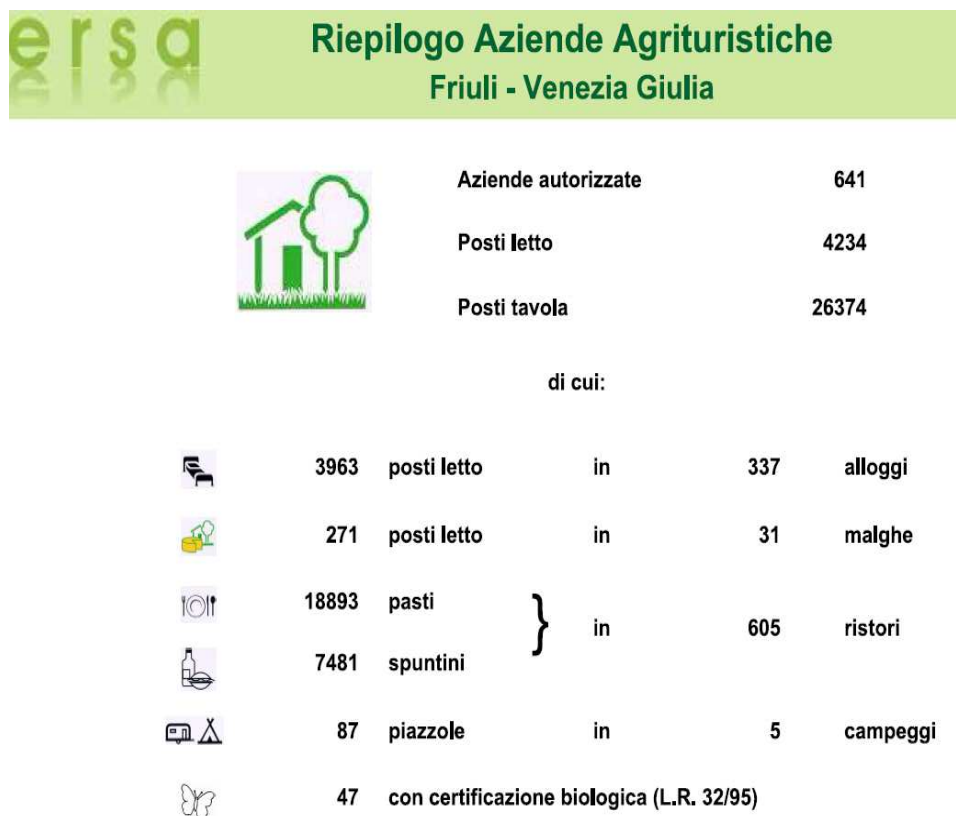 ersa
Riepilogo Aziende Agrituristiche
Friuli - Venezia Giulia
Aziende autorizzate 641
Posti letto 4234
Posti tavola 26374
di cui:
3963 posti letto in 337 alloggi
271 posti letto in 31 malghe
18893 pasti
} in 605 ristori
7481 spuntini
87 piazzole in 5 campeggi
47 con certificazione biologica (L.R. 32/95)